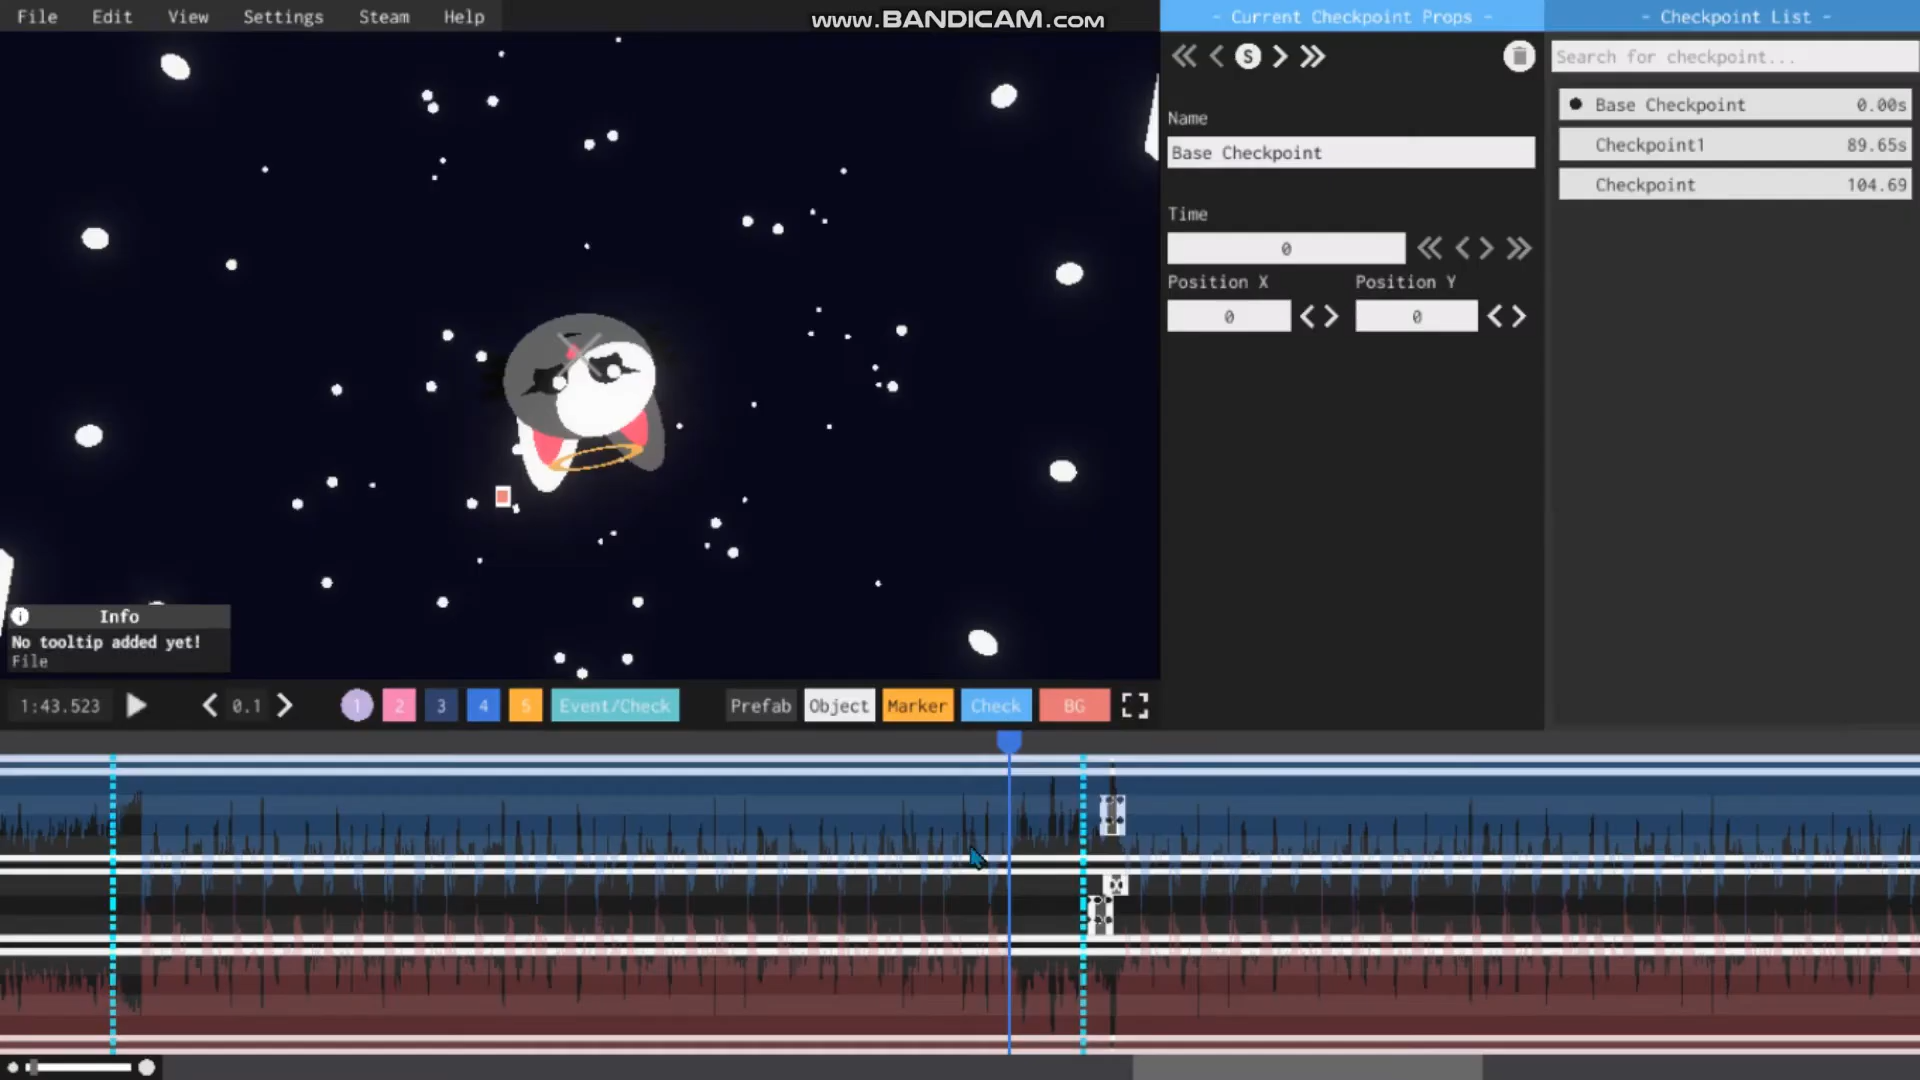 File Edit View Settings Steam Help
www.BANDICAM.com
- Current Checkpoint Props -
- Checkpoint List -
S
Search for checkpoint...
Base Checkpoint 0.00s
Checkpoint1 89.65s
Checkpoint 104.69
Name
Base Checkpoint
Time
0
Position X Position Y
0 0
Info
No tooltip added yet!
File
1:43.523 0.1 1 2 3 4 5 Event/Check Prefab Object Marker Check BG